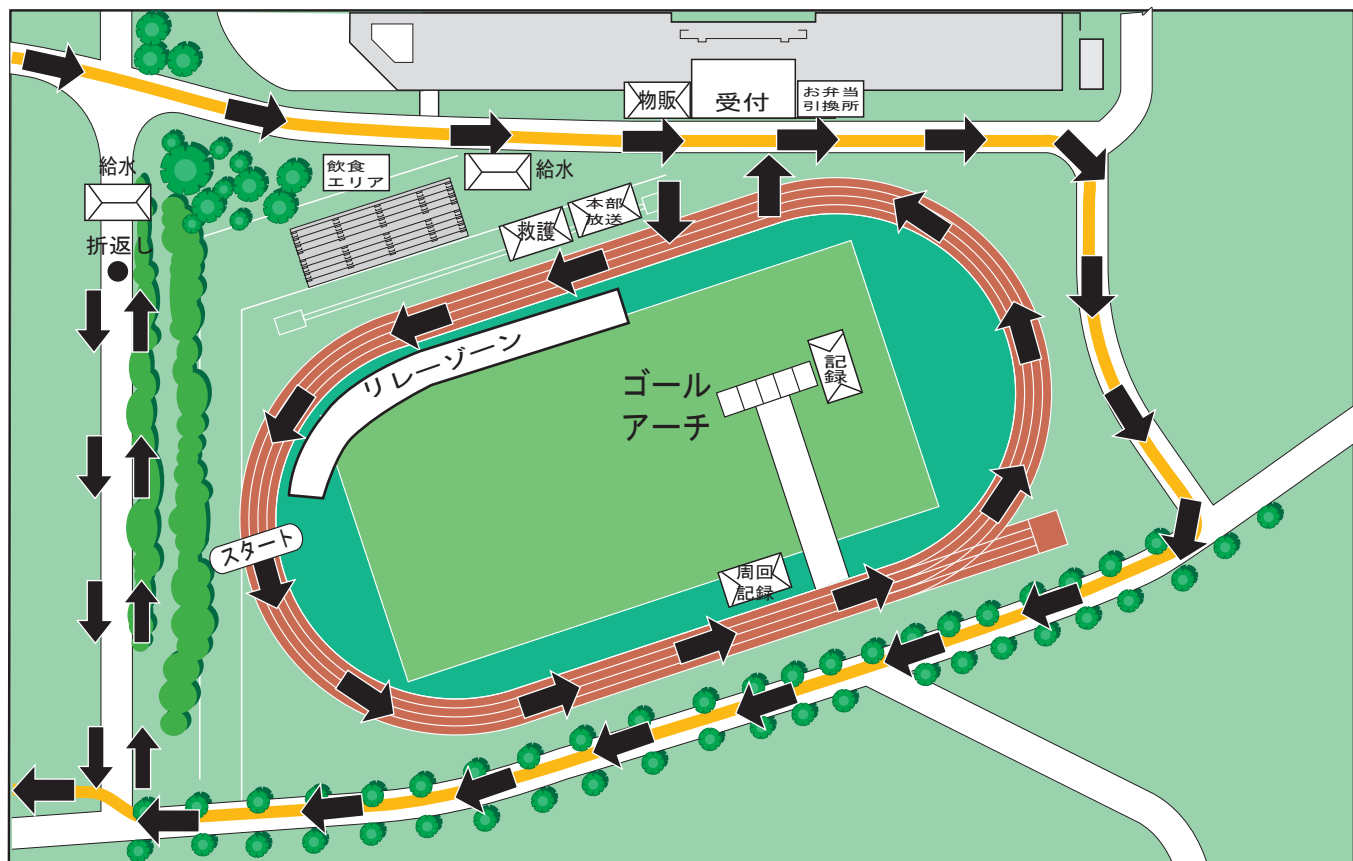 物販
受付
お弁当
引換所
給水
飲食
エリア
給水
本部
放送
救護
折返し
リレーゾーン
記録
ゴール
アーチ
スタート
周回
記録